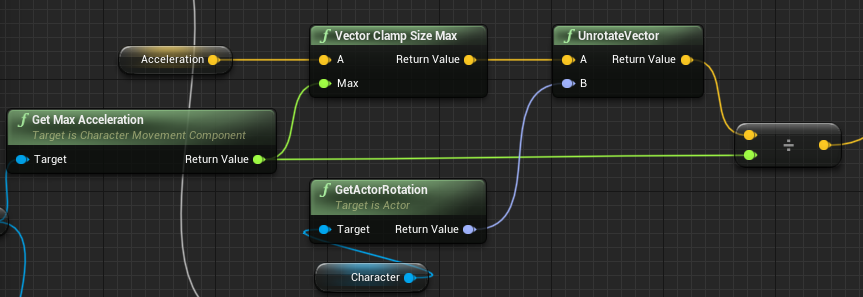 Vector Clamp Size Max
UnrotateVector
Acceleration
A
Return Value
A
Return Value
Max
B
Get Max Acceleration
Target is Character Movement Component
÷
Target
Return Value
GetActorRotation
Target is Actor
Target
Return Value
Character